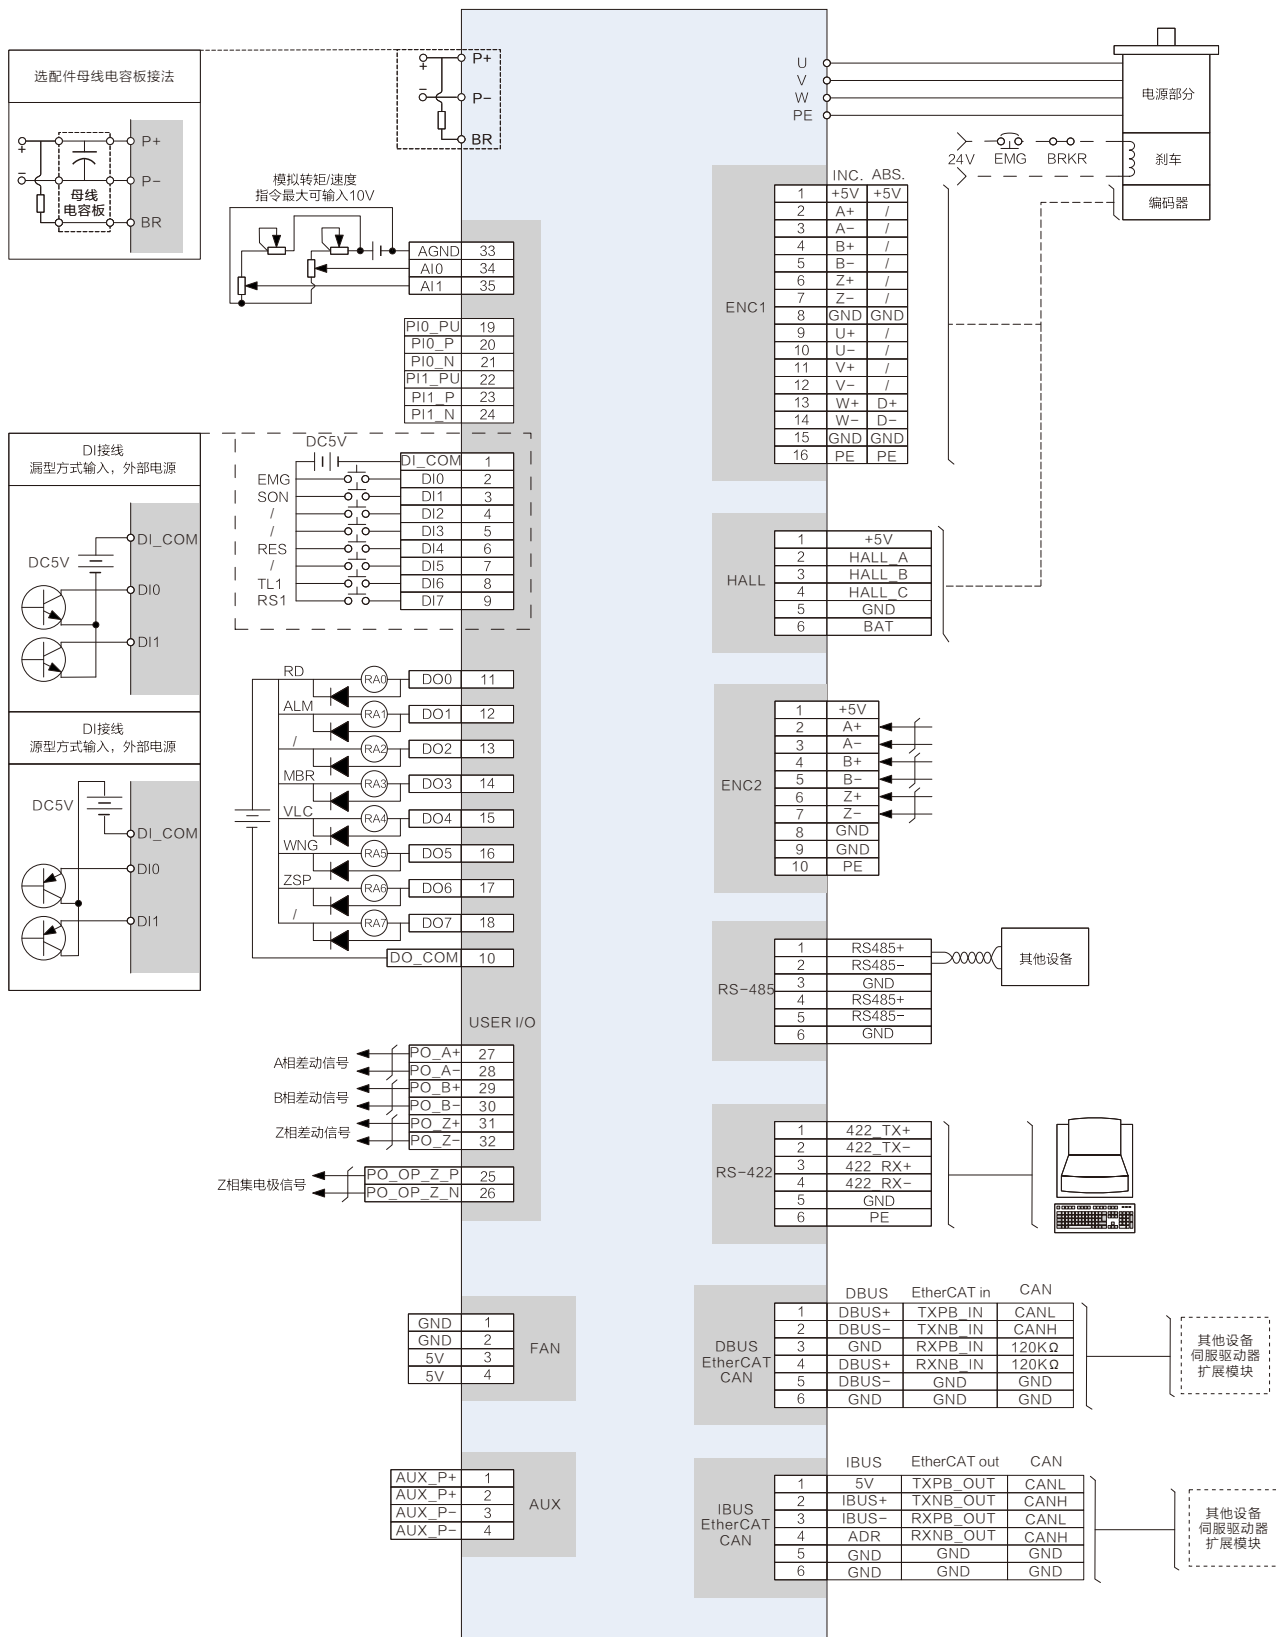 选配件母线电容板接法
+
P+
−
P−
母线
电容板
BR
+
P+
−
P−
BR
模拟转矩/速度
指令最大可输入10V
AGND 33
AI0 34
AI1 35
PI0_PU 19
PI0_P 20
PI0_N 21
PI1_PU 22
PI1_P 23
PI1_N 24
DI接线
漏型方式输入，外部电源
DI_COM
DC5V
DI0
DI1
DI接线
源型方式输入，外部电源
DC5V
DI_COM
DI0
DI1
DC5V
DI_COM 1
EMG DI0 2
SON DI1 3
/ DI2 4
/ DI3 5
RES DI4 6
/ DI5 7
TL1 DI6 8
RS1 DI7 9
RD RA0 DO0 11
ALM RA1 DO1 12
/ RA2 DO2 13
MBR RA3 DO3 14
VLC RA4 DO4 15
WNG RA5 DO5 16
ZSP RA6 DO6 17
/ RA7 DO7 18
DO_COM 10
USER I/O
A相差动信号
PO_A+ 27
PO_A− 28
B相差动信号
PO_B+ 29
PO_B− 30
Z相差动信号
PO_Z+ 31
PO_Z− 32
Z相集电极信号
PO_OP_Z_P 25
PO_OP_Z_N 26
GND 1
GND 2
5V 3
5V 4
FAN
AUX_P+ 1
AUX_P+ 2
AUX_P− 3
AUX_P− 4
AUX
U
V
W
PE
电源部分
24V EMG BRKR
刹车
编码器
INC. ABS.
ENC1
1 +5V +5V
2 A+ /
3 A− /
4 B+ /
5 B− /
6 Z+ /
7 Z− /
8 GND GND
9 U+ /
10 U− /
11 V+ /
12 V− /
13 W+ D+
14 W− D−
15 GND GND
16 PE PE
HALL
1 +5V
2 HALL_A
3 HALL_B
4 HALL_C
5 GND
6 BAT
ENC2
1 +5V
2 A+
3 A−
4 B+
5 B−
6 Z+
7 Z−
8 GND
9 GND
10 PE
RS−485
1 RS485+
2 RS485−
3 GND
4 RS485+
5 RS485−
6 GND
其他设备
RS−422
1 422_TX+
2 422_TX−
3 422_RX+
4 422_RX−
5 GND
6 PE
DBUS EtherCAT in CAN
DBUS
EtherCAT
CAN
1 DBUS+ TXPB_IN CANL
2 DBUS− TXNB_IN CANH
3 GND RXPB_IN 120KΩ
4 DBUS+ RXNB_IN 120KΩ
5 DBUS− GND GND
6 GND GND GND
其他设备
伺服驱动器
扩展模块
IBUS EtherCAT out CAN
IBUS
EtherCAT
CAN
1 5V TXPB_OUT CANL
2 IBUS+ TXNB_OUT CANH
3 IBUS− RXPB_OUT CANL
4 ADR RXNB_OUT CANH
5 GND GND GND
6 GND GND GND
其他设备
伺服驱动器
扩展模块